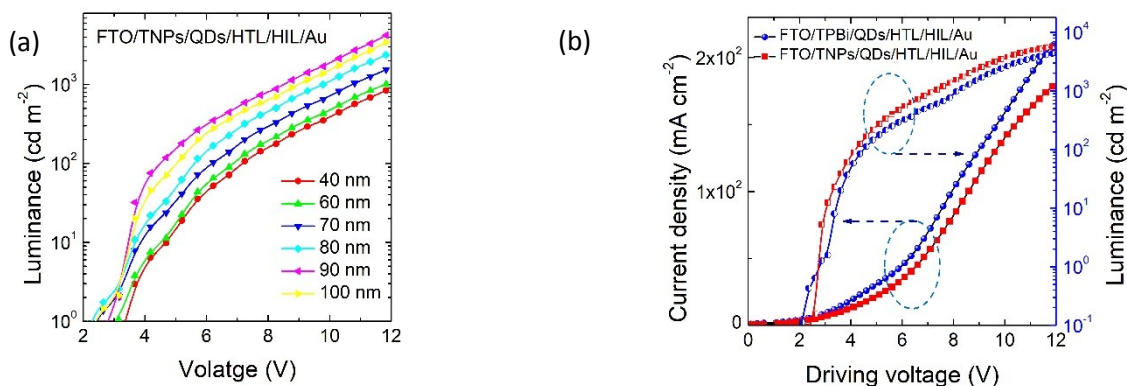 (a)
FTO/TNPs/QDs/HTL/HIL/Au
Luminance (cd m⁻²)
10³
10²
10¹
10⁰
40 nm
60 nm
70 nm
80 nm
90 nm
100 nm
2 4 6 8 10 12
Volatge (V)
(b)
FTO/TPBi/QDs/HTL/HIL/Au
FTO/TNPs/QDs/HTL/HIL/Au
Current density (mA cm⁻²)
2x10²
1x10²
0
10⁴
10³
10²
10¹
10⁰
10⁻¹
Luminance (cd m⁻²)
0 2 4 6 8 10 12
Driving voltage (V)